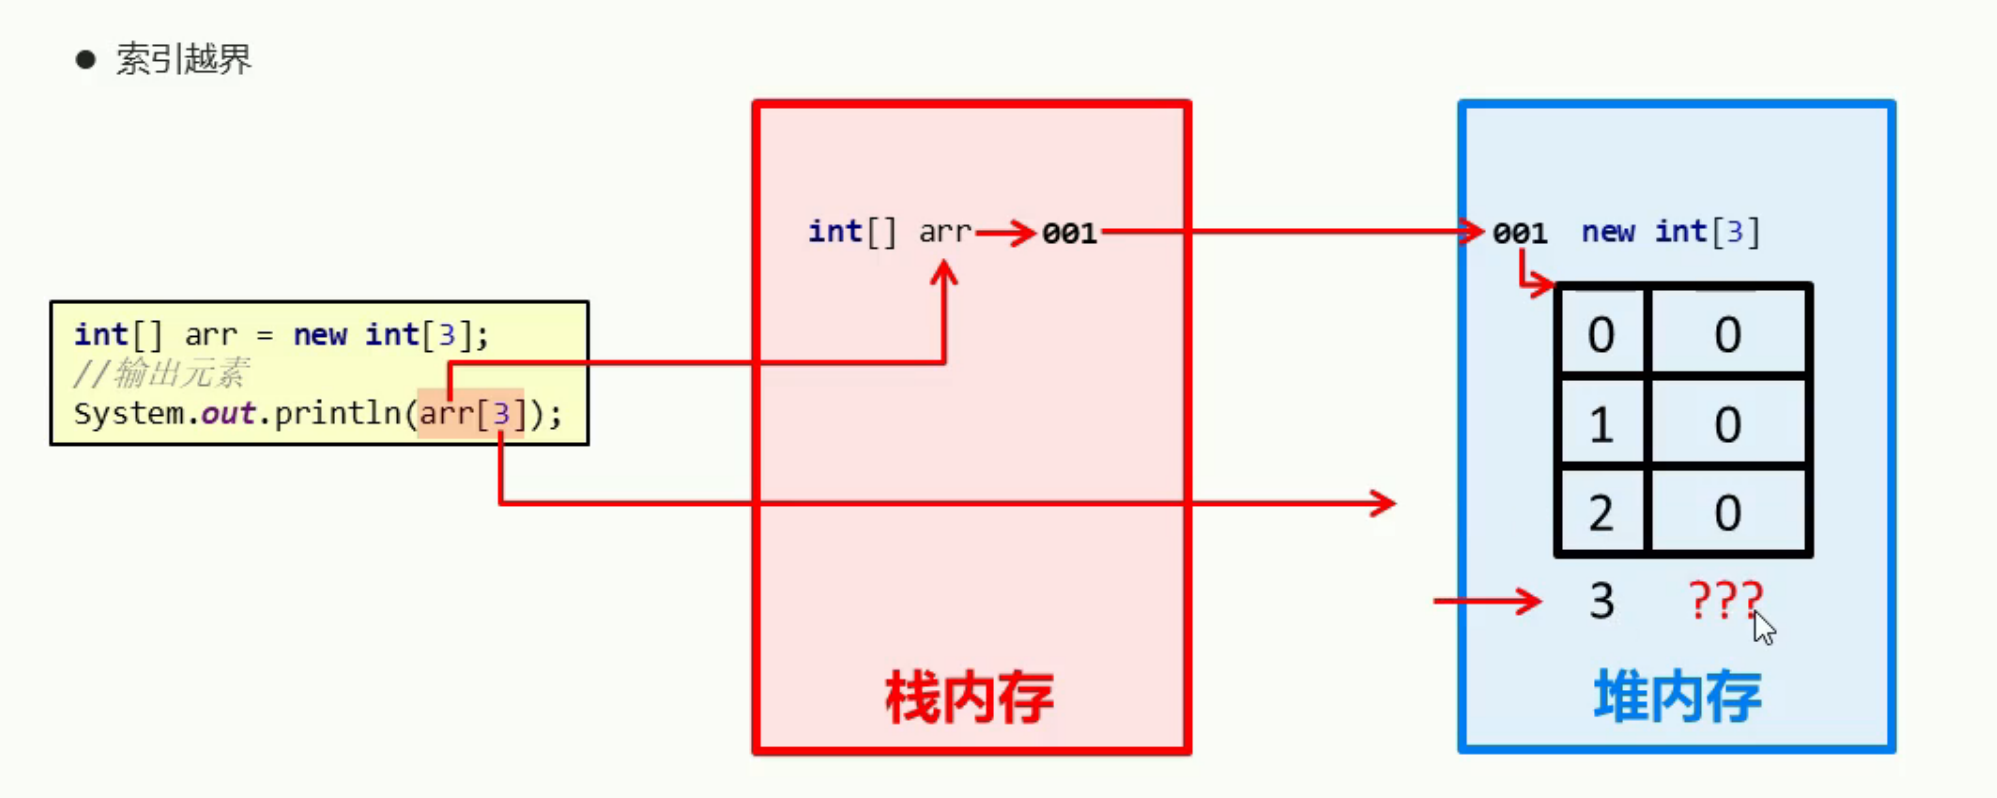 ● 索引越界
int[] arr = new int[3];
//输出元素
System.out.println(arr[3]);
int[] arr 001
栈内存
001 new int[3]
0 0
1 0
2 0
3 ???
堆内存